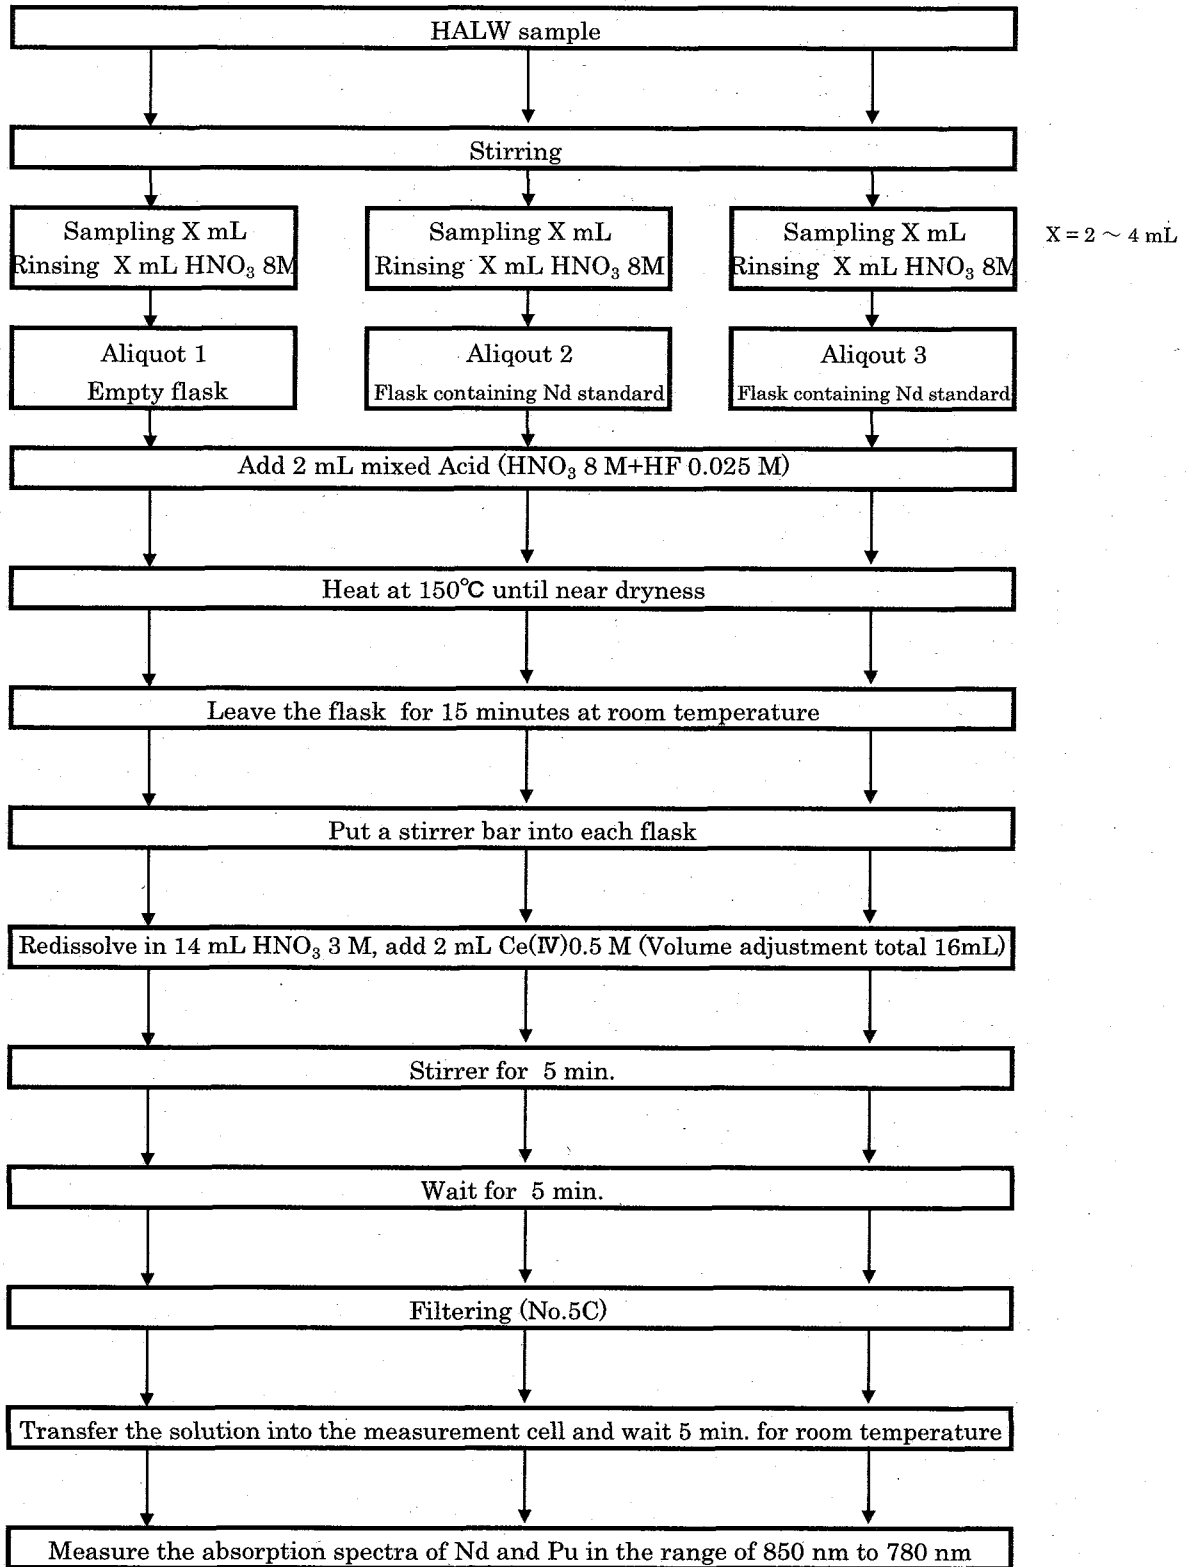 HALW sample
Stirring
Sampling X mL
Rinsing X mL HNO₃ 8M
Sampling X mL
Rinsing X mL HNO₃ 8M
Sampling X mL
Rinsing X mL HNO₃ 8M
X = 2 ~ 4 mL
Aliquot 1
Empty flask
Aliqout 2
Flask containing Nd standard
Aliqout 3
Flask containing Nd standard
Add 2 mL mixed Acid (HNO₃ 8 M+HF 0.025 M)
Heat at 150℃ until near dryness
Leave the flask for 15 minutes at room temperature
Put a stirrer bar into each flask
Redissolve in 14 mL HNO₃ 3 M, add 2 mL Ce(Ⅳ)0.5 M (Volume adjustment total 16mL)
Stirrer for 5 min.
Wait for 5 min.
Filtering (No.5C)
Transfer the solution into the measurement cell and wait 5 min. for room temperature
Measure the absorption spectra of Nd and Pu in the range of 850 nm to 780 nm